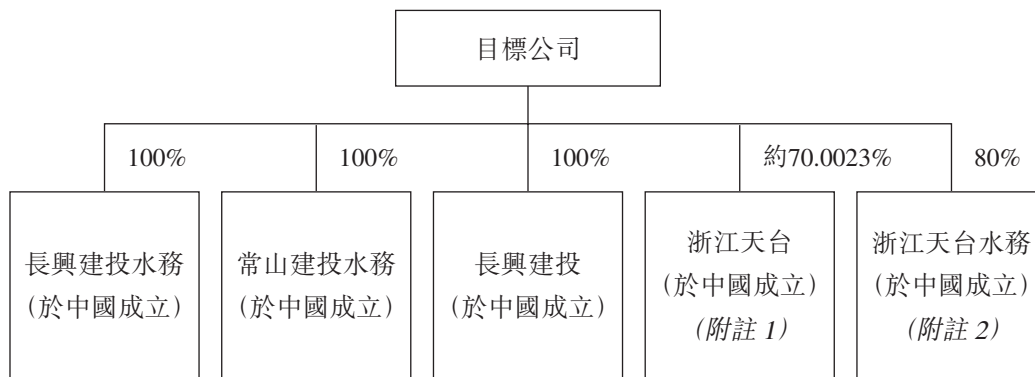 目標公司
100%
100%
100%
約70.0023%
80%
長興建投水務
(於中國成立)
常山建投水務
(於中國成立)
長興建投
(於中國成立)
浙江天台
(於中國成立)
(附註 1)
浙江天台水務
(於中國成立)
(附註 2)